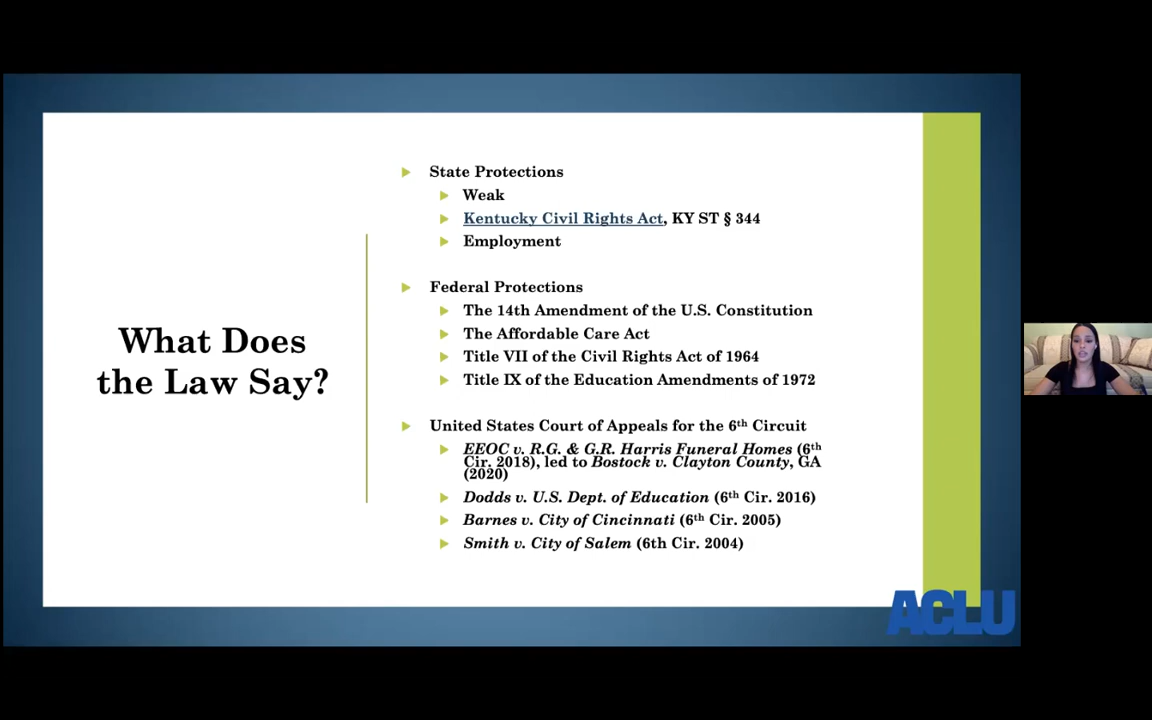 What Does
the Law Say?
State Protections
Weak
Kentucky Civil Rights Act, KY ST § 344
Employment
Federal Protections
The 14th Amendment of the U.S. Constitution
The Affordable Care Act
Title VII of the Civil Rights Act of 1964
Title IX of the Education Amendments of 1972
United States Court of Appeals for the 6th Circuit
EEOC v. R.G. & G.R. Harris Funeral Homes (6th
Cir. 2018), led to Bostock v. Clayton County, GA
(2020)
Dodds v. U.S. Dept. of Education (6th Cir. 2016)
Barnes v. City of Cincinnati (6th Cir. 2005)
Smith v. City of Salem (6th Cir. 2004)
ACLU